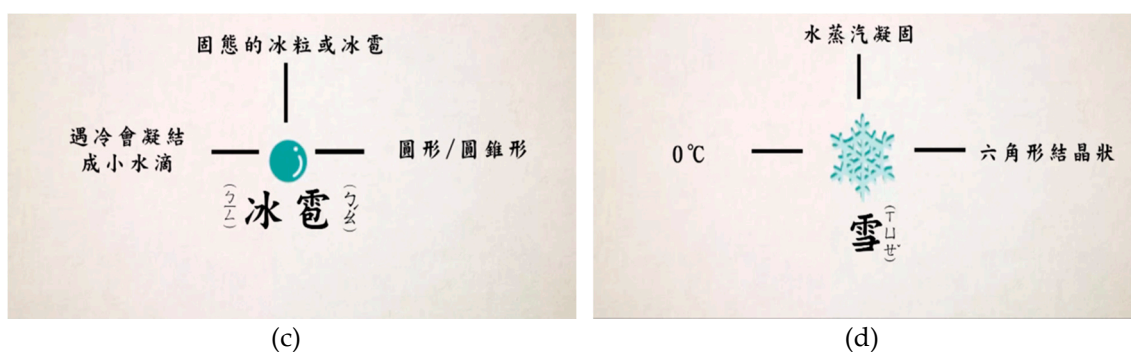 固態的冰粒或冰雹
遇冷會凝結
成小水滴
圓形/圓錐形
冰雹
(ㄅㄧㄥ)
(ㄅㄠˊ)
(c)
水蒸汽凝固
0℃
六角形結晶狀
雪
(ㄒㄩㄝˇ)
(d)